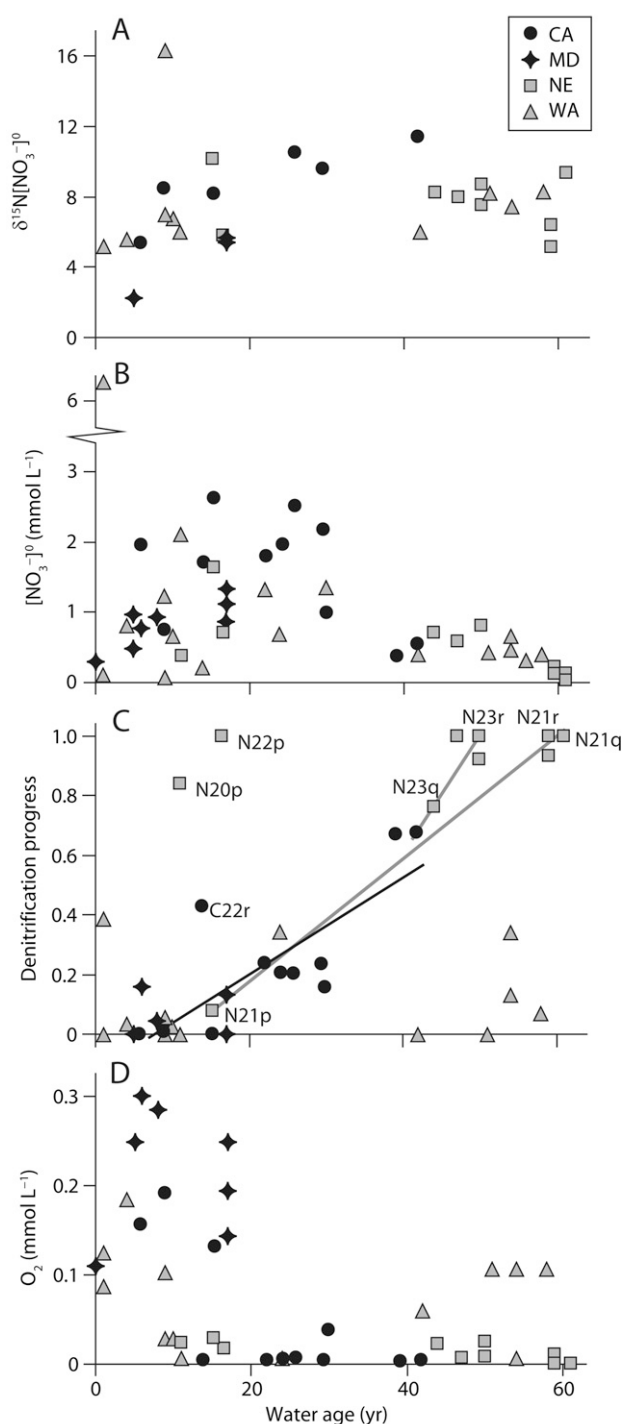 A
CA
MD
NE
WA
16
12
8
4
0
δ¹⁵N[NO₃⁻]⁰
B
6
3
2
1
0
[NO₃⁻]⁰ (mmol L⁻¹)
C
N23r
N21r
N22p
N21q
N20p
N23q
C22r
N21p
1.0
0.8
0.6
0.4
0.2
0
Denitrification progress
D
0.3
0.2
0.1
0
O₂ (mmol L⁻¹)
0
20
40
60
Water age (yr)